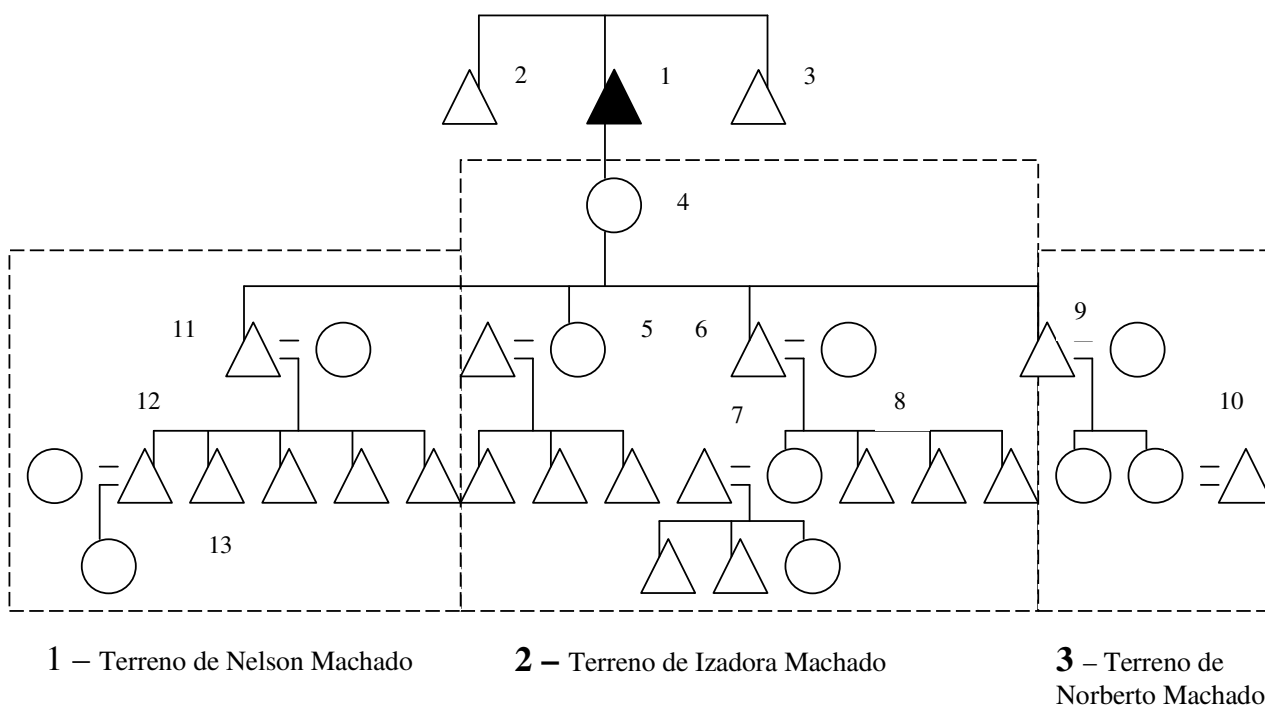 2 1 3
4
11 5 6 9
12 7 8 10
13
1 – Terreno de Nelson Machado
2 – Terreno de Izadora Machado
3 – Terreno de
Norberto Machado